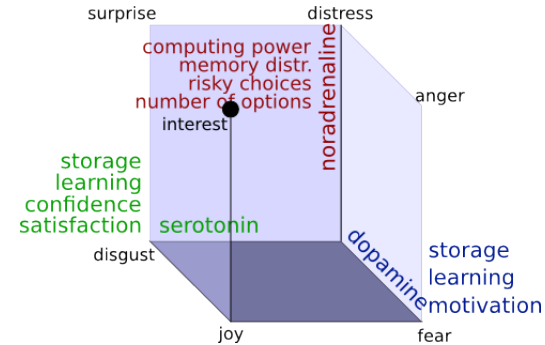 surprise
distress
computing power
memory distr.
risky choices
number of options
noradrenaline
anger
interest
storage
learning
confidence
satisfaction
serotonin
disgust
dopamine
storage
learning
motivation
joy
fear